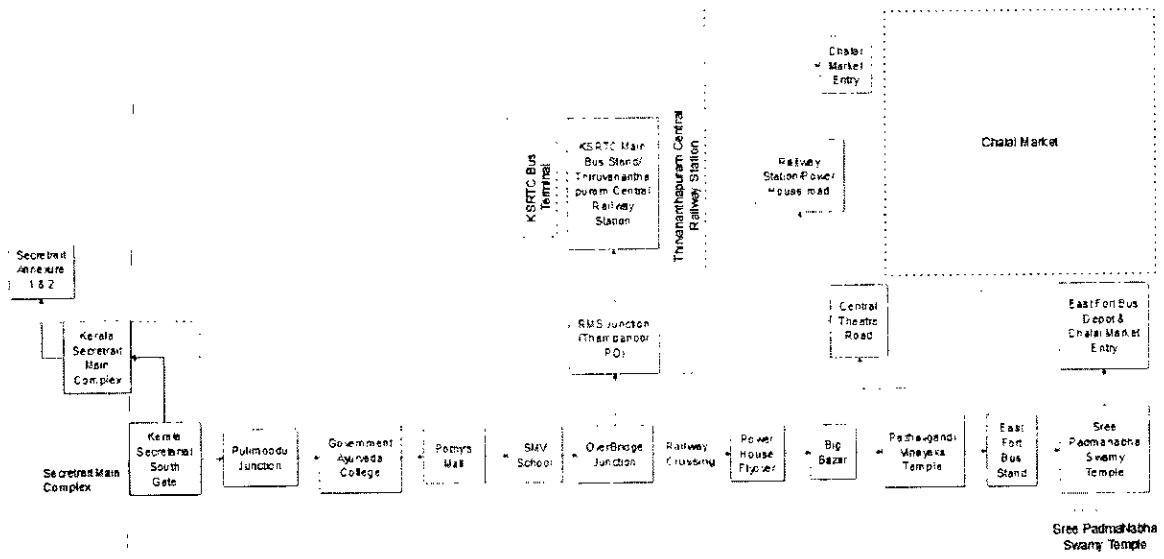 Chalai
Market
Entry
Chalai Market
KSRTC Bus
Terminal
KSRTC Main
Bus Stand/
Thiruvanantha
puram Central
Railway
Station
Thirvananthapuram Central
Railway Station
Railway
Station/Power
House road
Secretrait
Annexure
1 & 2
Kerala
Secretrait
Main
Complex
RMS Junction
(Thampanoor
PO)
Central
Theatre
Road
East Fort Bus
Depot &
Chalai Market
Entry
Secretrait Main
Complex
Kerala
Secretariat
South
Gate
Pulimoodu
Junction
Government
Ayurveda
College
Pothys
Mall
SMV
School
OverBridge
Junction
Railway
Crossing
Power
House
Flyover
Big
Bazar
Pazhavgandi
Vinayaka
Temple
East
Fort
Bus
Stand
Sree
Padmanabha
Swamy
Temple
Sree PadmaNabha
Swamy Temple